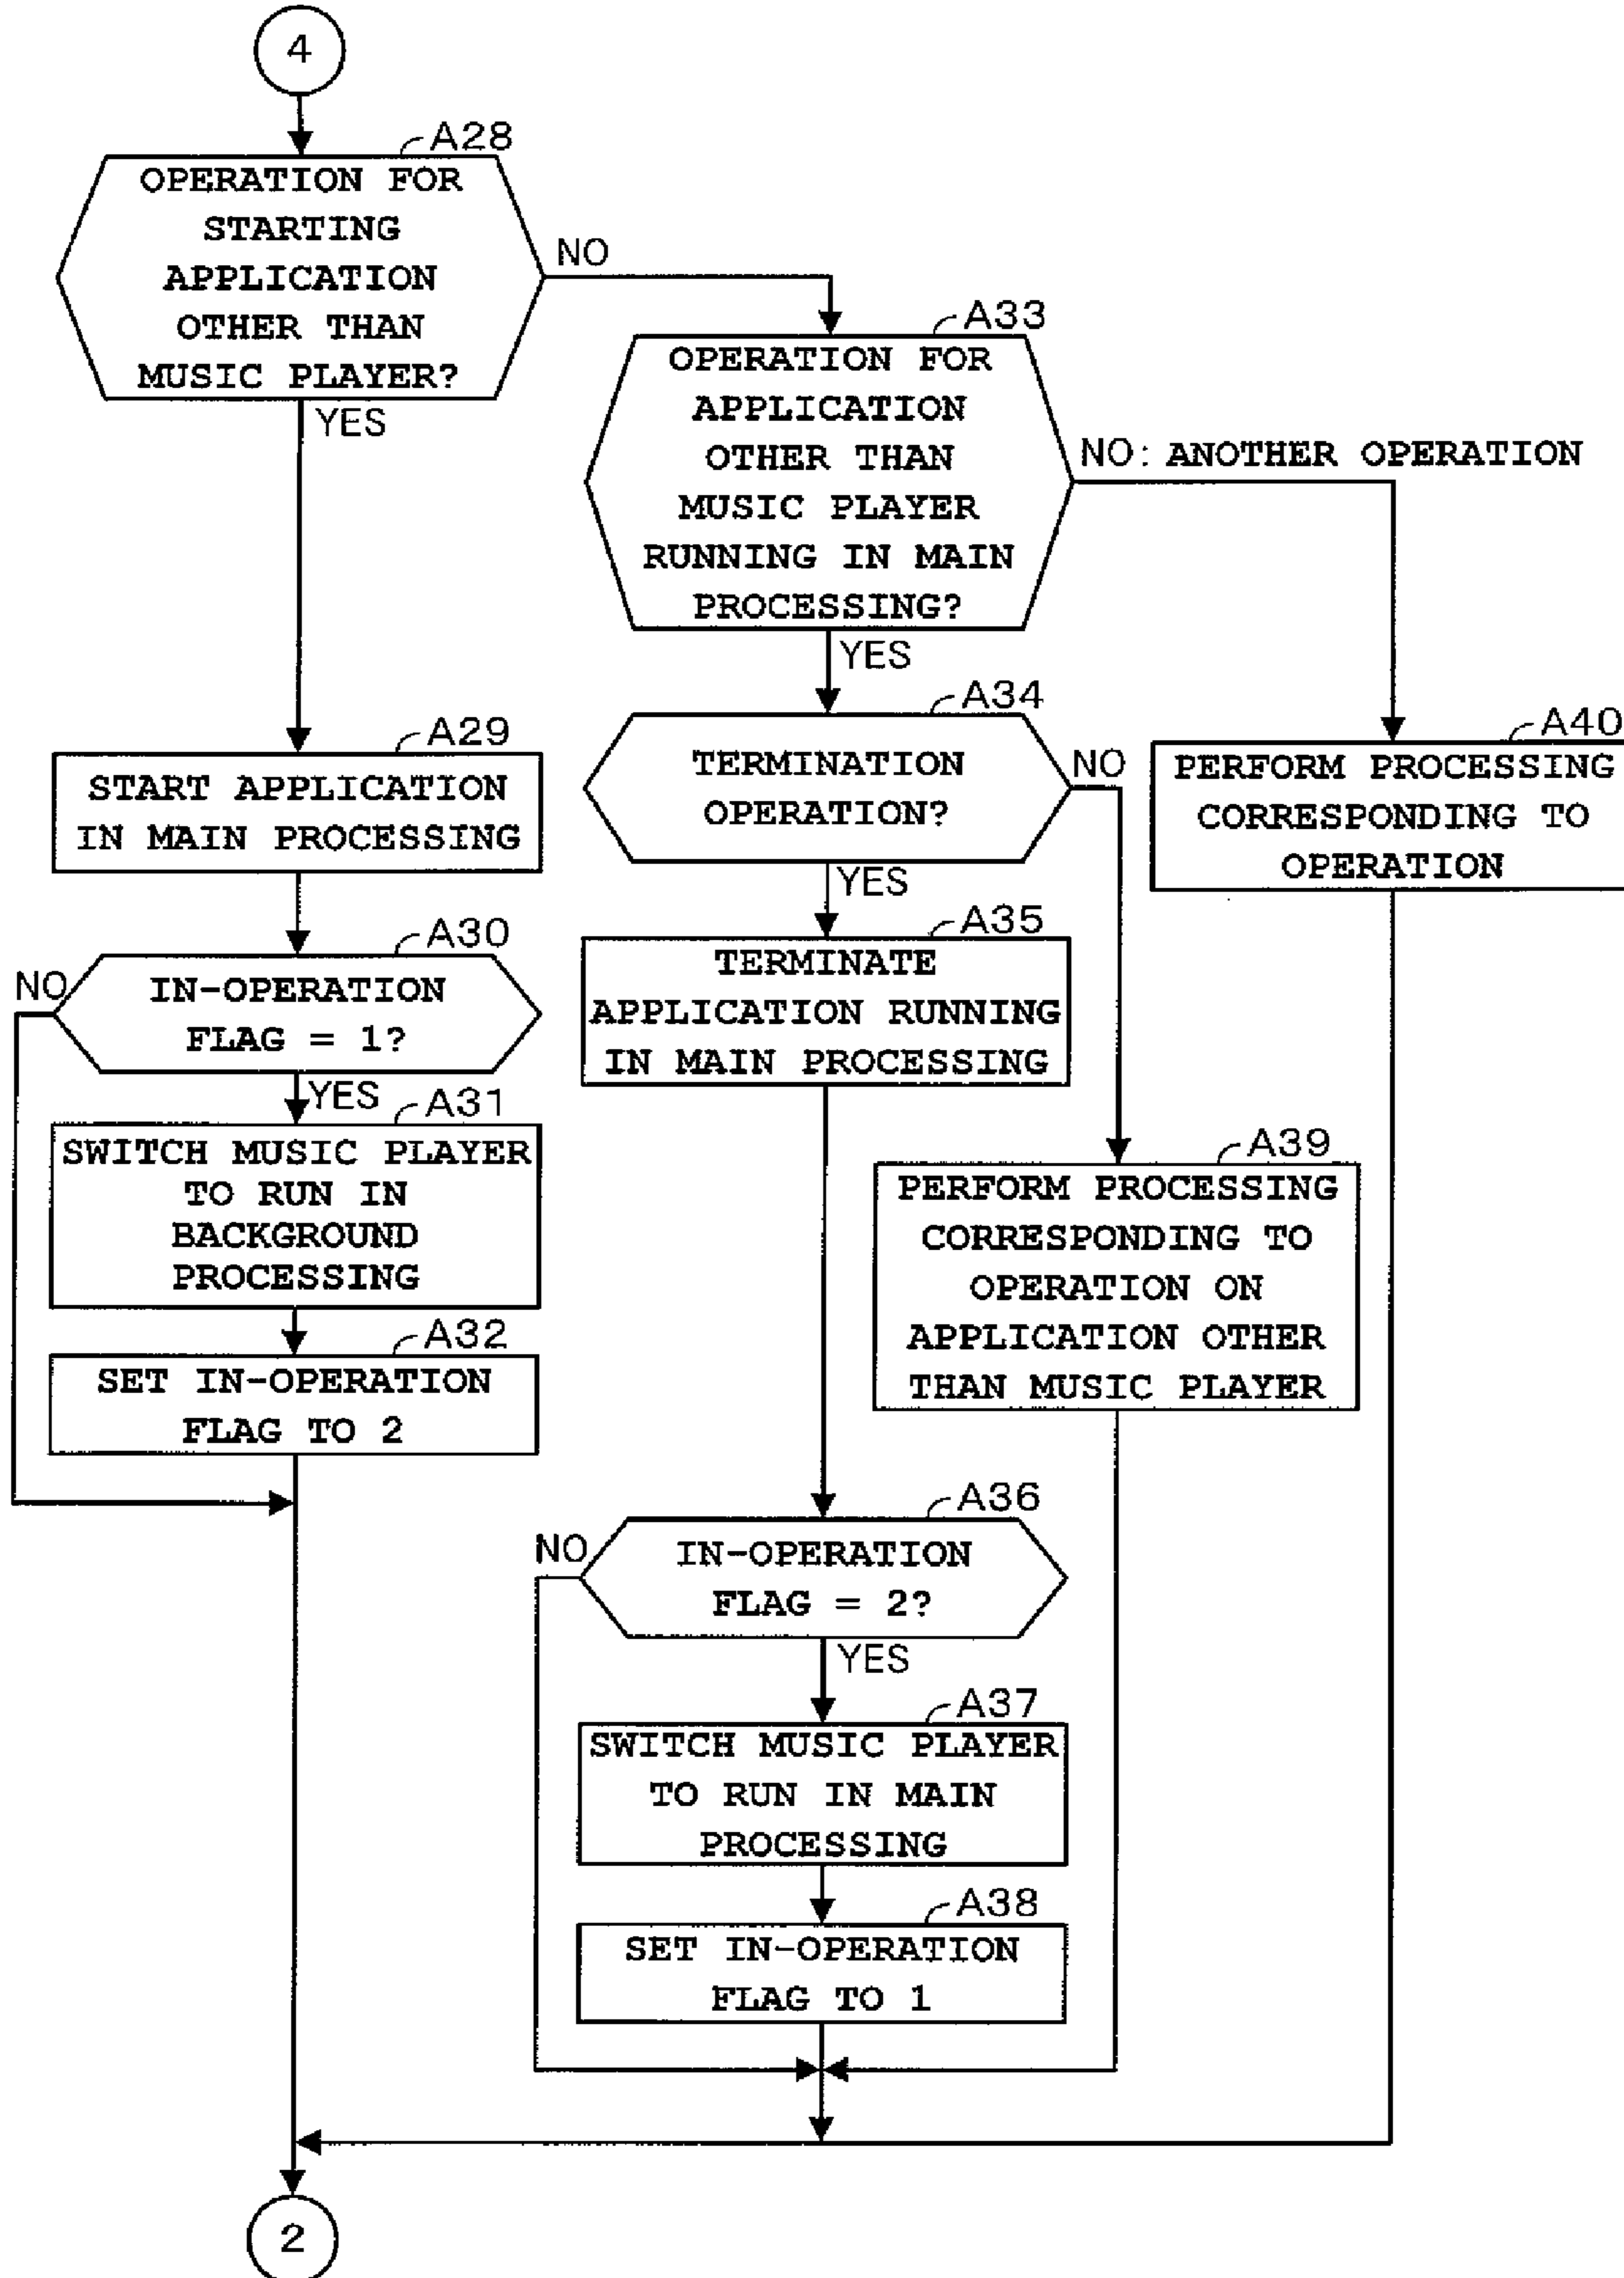 4
A28
OPERATION FOR
STARTING
APPLICATION
OTHER THAN
MUSIC PLAYER?
NO
YES
A33
OPERATION FOR
APPLICATION
OTHER THAN
MUSIC PLAYER
RUNNING IN MAIN
PROCESSING?
NO: ANOTHER OPERATION
YES
A29
START APPLICATION
IN MAIN PROCESSING
A34
TERMINATION
OPERATION?
NO
YES
A40
PERFORM PROCESSING
CORRESPONDING TO
OPERATION
A30
NO
IN-OPERATION
FLAG = 1?
YES
A35
TERMINATE
APPLICATION RUNNING
IN MAIN PROCESSING
A31
SWITCH MUSIC PLAYER
TO RUN IN
BACKGROUND
PROCESSING
A39
PERFORM PROCESSING
CORRESPONDING TO
OPERATION ON
APPLICATION OTHER
THAN MUSIC PLAYER
A32
SET IN-OPERATION
FLAG TO 2
A36
NO
IN-OPERATION
FLAG = 2?
YES
A37
SWITCH MUSIC PLAYER
TO RUN IN MAIN
PROCESSING
A38
SET IN-OPERATION
FLAG TO 1
2